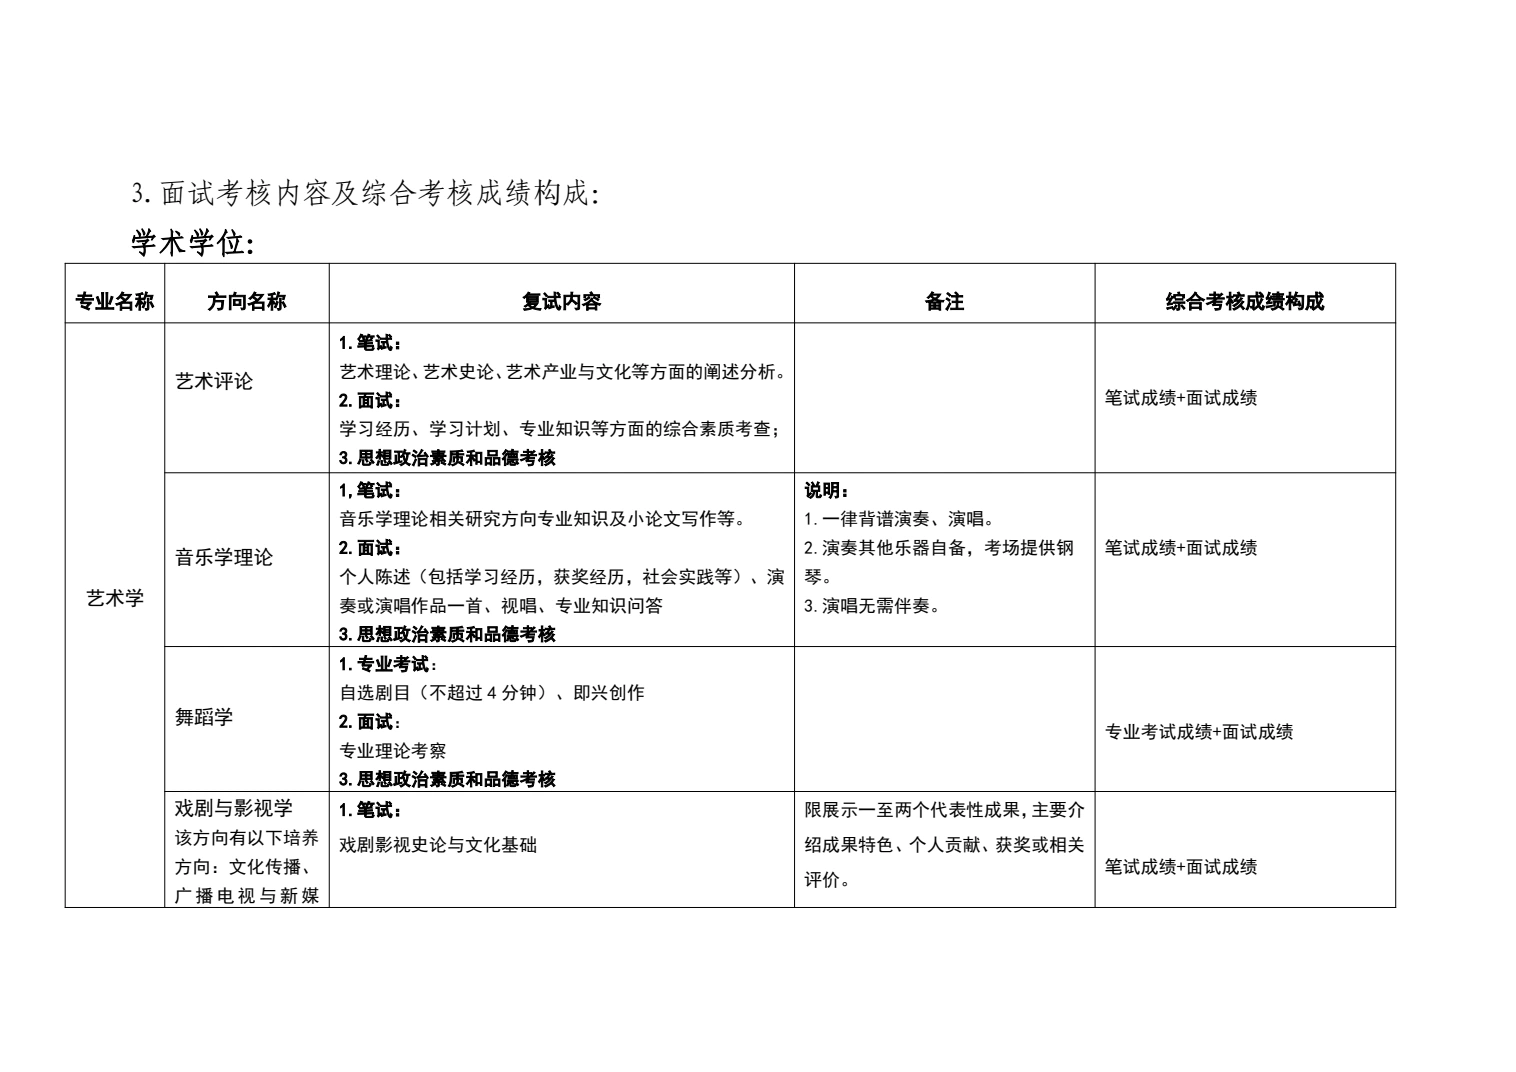 3.面试考核内容及综合考核成绩构成：
学术学位：
专业名称 方向名称 复试内容 备注 综合考核成绩构成
艺术学
艺术评论
1.笔试：
艺术理论、艺术史论、艺术产业与文化等方面的阐述分析。
2.面试：
学习经历、学习计划、专业知识等方面的综合素质考查；
3.思想政治素质和品德考核
笔试成绩+面试成绩
音乐学理论
1,笔试：
音乐学理论相关研究方向专业知识及小论文写作等。
2.面试：
个人陈述（包括学习经历，获奖经历，社会实践等）、演
奏或演唱作品一首、视唱、专业知识问答
3.思想政治素质和品德考核
说明：
1.一律背谱演奏、演唱。
2.演奏其他乐器自备，考场提供钢
琴。
3.演唱无需伴奏。
笔试成绩+面试成绩
舞蹈学
1.专业考试：
自选剧目（不超过4分钟）、即兴创作
2.面试：
专业理论考察
3.思想政治素质和品德考核
专业考试成绩+面试成绩
戏剧与影视学
该方向有以下培养
方向：文化传播、
广播电视与新媒
1.笔试：
戏剧影视史论与文化基础
限展示一至两个代表性成果，主要介
绍成果特色、个人贡献、获奖或相关
评价。
笔试成绩+面试成绩